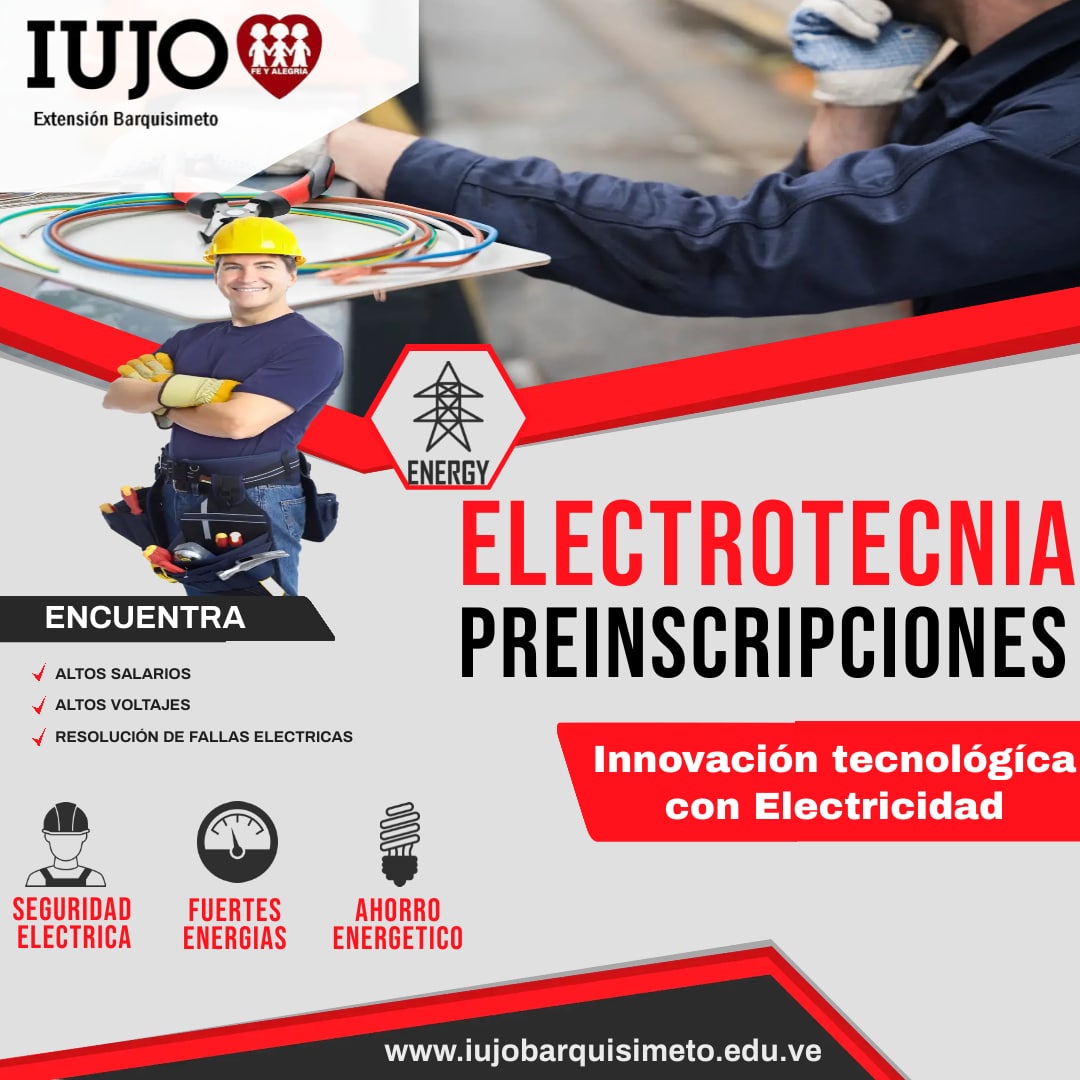 IUJO
FE Y ALEGRIA
Extensión Barquisimeto
ENERGY
ELECTROTECNIA
PREINSCRIPCIONES
ENCUENTRA
ALTOS SALARIOS
ALTOS VOLTAJES
RESOLUCIÓN DE FALLAS ELECTRICAS
Innovación tecnológíca
con Electricidad
SEGURIDAD
ELECTRICA
FUERTES
ENERGIAS
AHORRO
ENERGETICO
www.iujobarquisimeto.edu.ve